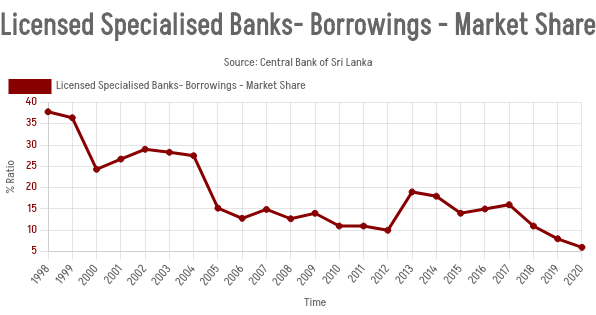 Licensed Specialised Banks- Borrowings - Market Share
Source: Central Bank of Sri Lanka
Licensed Specialised Banks- Borrowings - Market Share
40
35
30
25
20
15
10
5
% Ratio
1998 1999 2000 2001 2002 2003 2004 2005 2006 2007 2008 2009 2010 2011 2012 2013 2014 2015 2016 2017 2018 2019 2020
Time